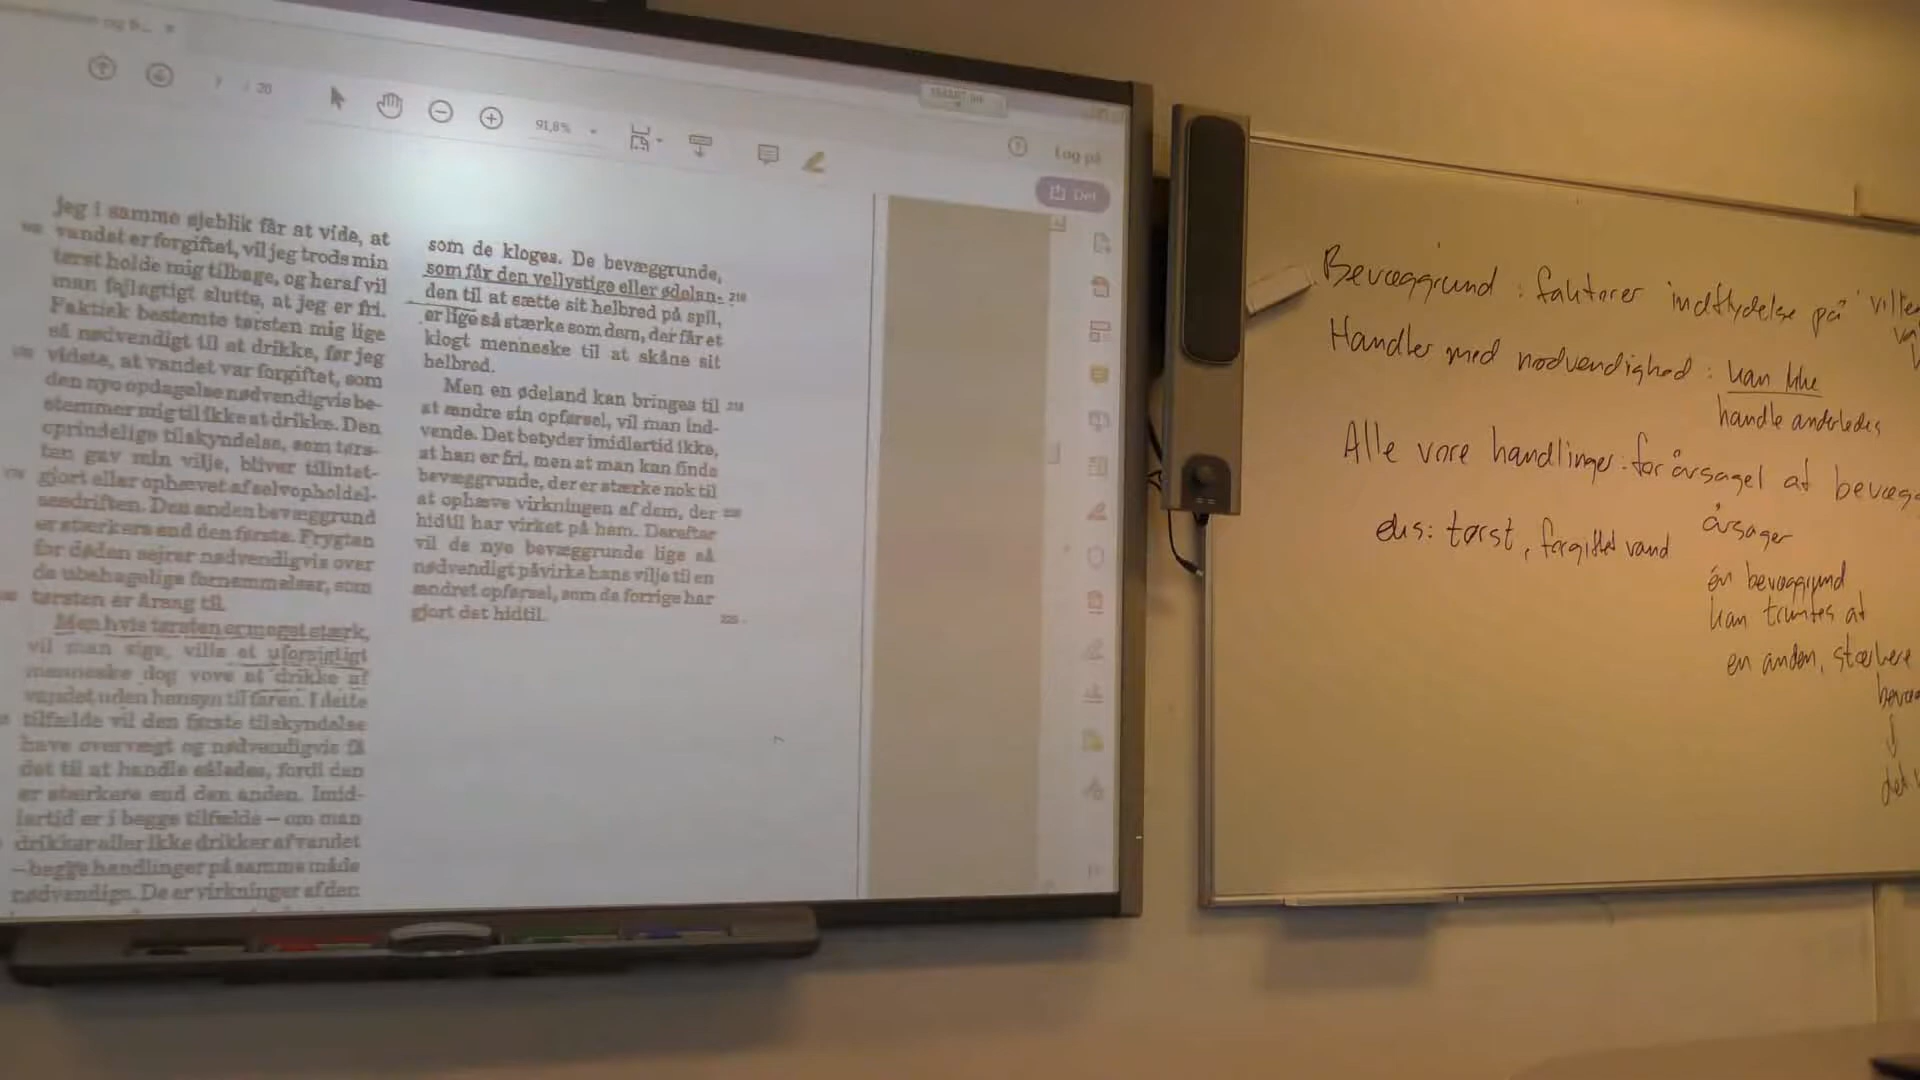 / 20
91,8%
Log på
Del
jeg i samme øjeblik får at vide, at
vandet er forgiftet, vil jeg trods min
tørst holde mig tilbage, og heraf vil
man fejlagtigt slutte, at jeg er fri.
Faktisk bestemte tørsten mig lige
så nødvendigt til at drikke, før jeg
vidste, at vandet var forgiftet, som
den nye opdagelse nødvendigvis be-
stemmer mig til ikke at drikke. Den
oprindelige tilskyndelse, som tørs-
ten gav min vilje, bliver tilintet-
gjort eller ophævet af selvopholdel-
sesdriften. Den anden bevæggrund
er stærkere end den første. Frygten
for døden sejrer nødvendigvis over
de ubehagelige fornemmelser, som
tørsten er årsag til.
Men hvis tørsten er meget stærk,
vil man sige, ville et uforsigtigt
menneske dog vove at drikke af
vandet uden hensyn til faren. I dette
tilfælde vil den første tilskyndelse
have overvægt og nødvendigvis få
det til at handle således, fordi den
er stærkere end den anden. Imid-
lertid er i begge tilfælde – om man
drikker eller ikke drikker af vandet
– begge handlinger på samme måde
nødvendige. De er virkninger af den
som de kloges. De bevæggrunde,
som får den vellystige eller ødelan- 210
den til at sætte sit helbred på spil,
er lige så stærke som dem, der får et
klogt menneske til at skåne sit
helbred.
Men en ødeland kan bringes til 215
at ændre sin opførsel, vil man ind-
vende. Det betyder imidlertid ikke,
at han er fri, men at man kan finde
bevæggrunde, der er stærke nok til
at ophæve virkningen af dem, der 220
hidtil har virket på ham. Derefter
vil de nye bevæggrunde lige så
nødvendigt påvirke hans vilje til en
ændret opførsel, som de forrige har
gjort det hidtil. 225
7
Bevæggrund : faktorer indflydelse på
Handler med nødvendighed : kan ikke
handle anderledes
Alle vore handlinger : forårsaget af
årsager
eks: tørst, forgiftet vand
én bevæggrund
kan trumfes af
en anden, stærkere